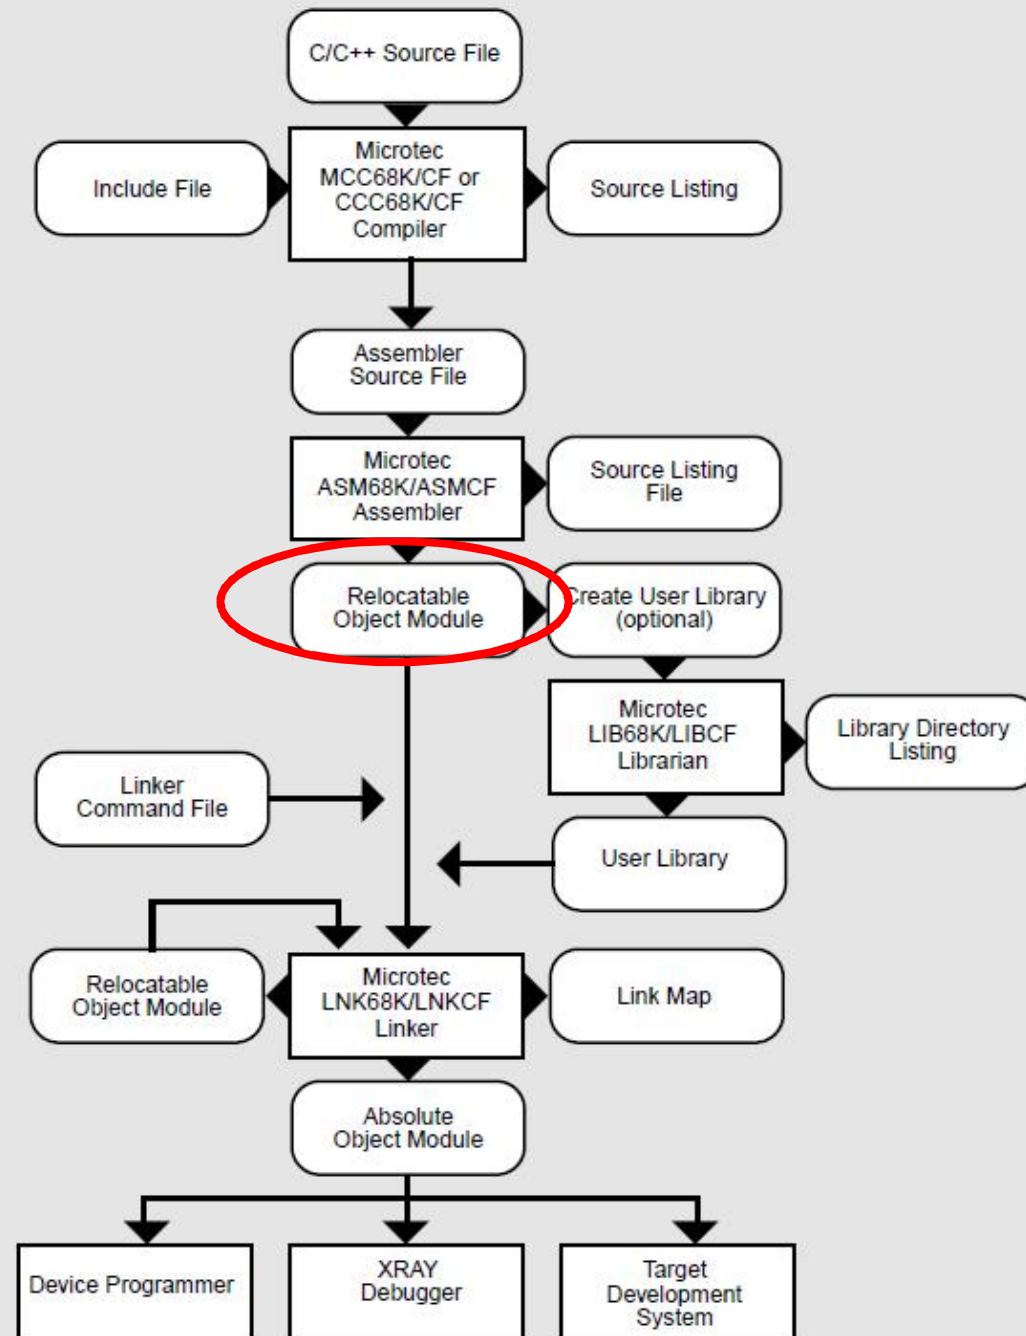 C/C++ Source File
Include File
Microtec
MCC68K/CF or
CCC68K/CF
Compiler
Source Listing
Assembler
Source File
Microtec
ASM68K/ASMCF
Assembler
Source Listing
File
Relocatable
Object Module
Create User Library
(optional)
Microtec
LIB68K/LIBCF
Librarian
Library Directory
Listing
Linker
Command File
User Library
Relocatable
Object Module
Microtec
LNK68K/LNKCF
Linker
Link Map
Absolute
Object Module
Device Programmer
XRAY
Debugger
Target
Development
System